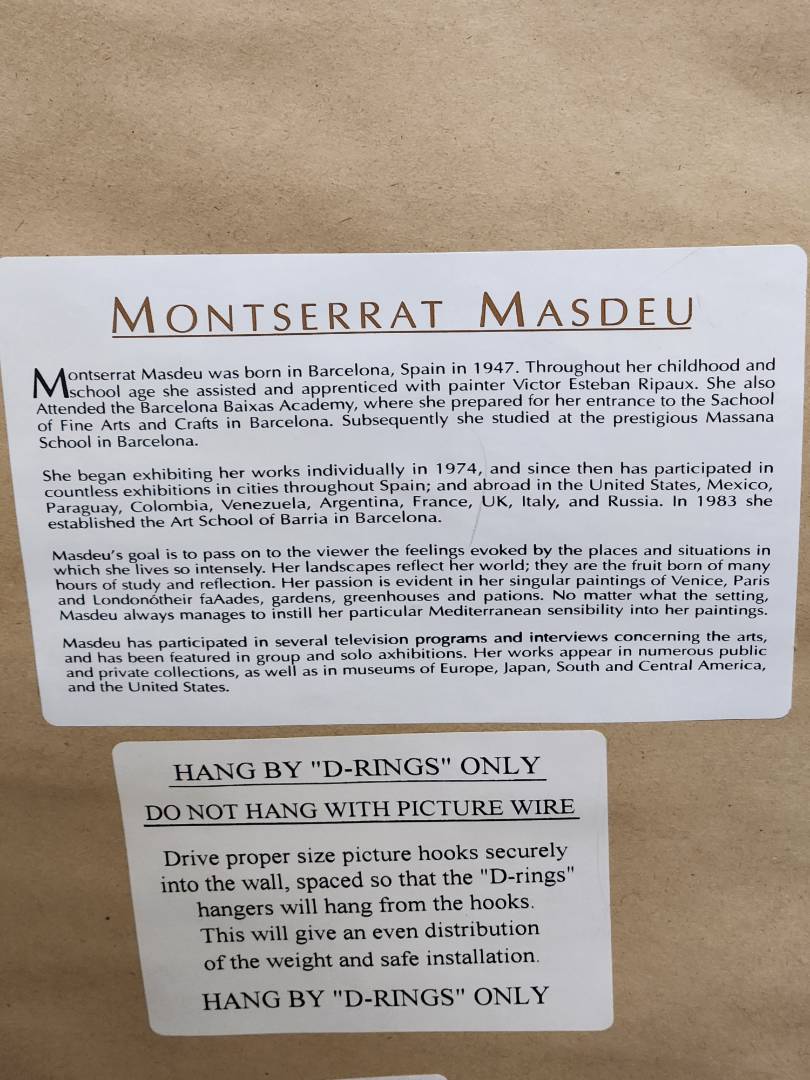 MONTSERRAT MASDEU
Montserrat Masdeu was born in Barcelona, Spain in 1947. Throughout her childhood and
school age she assisted and apprenticed with painter Victor Esteban Ripaux. She also
Attended the Barcelona Baixas Academy, where she prepared for her entrance to the Sachool
of Fine Arts and Crafts in Barcelona. Subsequently she studied at the prestigious Massana
School in Barcelona.
She began exhibiting her works individually in 1974, and since then has participated in
countless exhibitions in cities throughout Spain; and abroad in the United States, Mexico,
Paraguay, Colombia, Venezuela, Argentina, France, UK, Italy, and Russia. In 1983 she
established the Art School of Barria in Barcelona.
Masdeu's goal is to pass on to the viewer the feelings evoked by the places and situations in
which she lives so intensely. Her landscapes reflect her world; they are the fruit born of many
hours of study and reflection. Her passion is evident in her singular paintings of Venice, Paris
and Londonótheir faAades, gardens, greenhouses and pations. No matter what the setting,
Masdeu always manages to instill her particular Mediterranean sensibility into her paintings.
Masdeu has participated in several television programs and interviews concerning the arts,
and has been featured in group and solo axhibitions. Her works appear in numerous public
and private collections, as well as in museums of Europe, Japan, South and Central America,
and the United States.
HANG BY "D-RINGS" ONLY
DO NOT HANG WITH PICTURE WIRE
Drive proper size picture hooks securely
into the wall, spaced so that the "D-rings"
hangers will hang from the hooks.
This will give an even distribution
of the weight and safe installation.
HANG BY "D-RINGS" ONLY